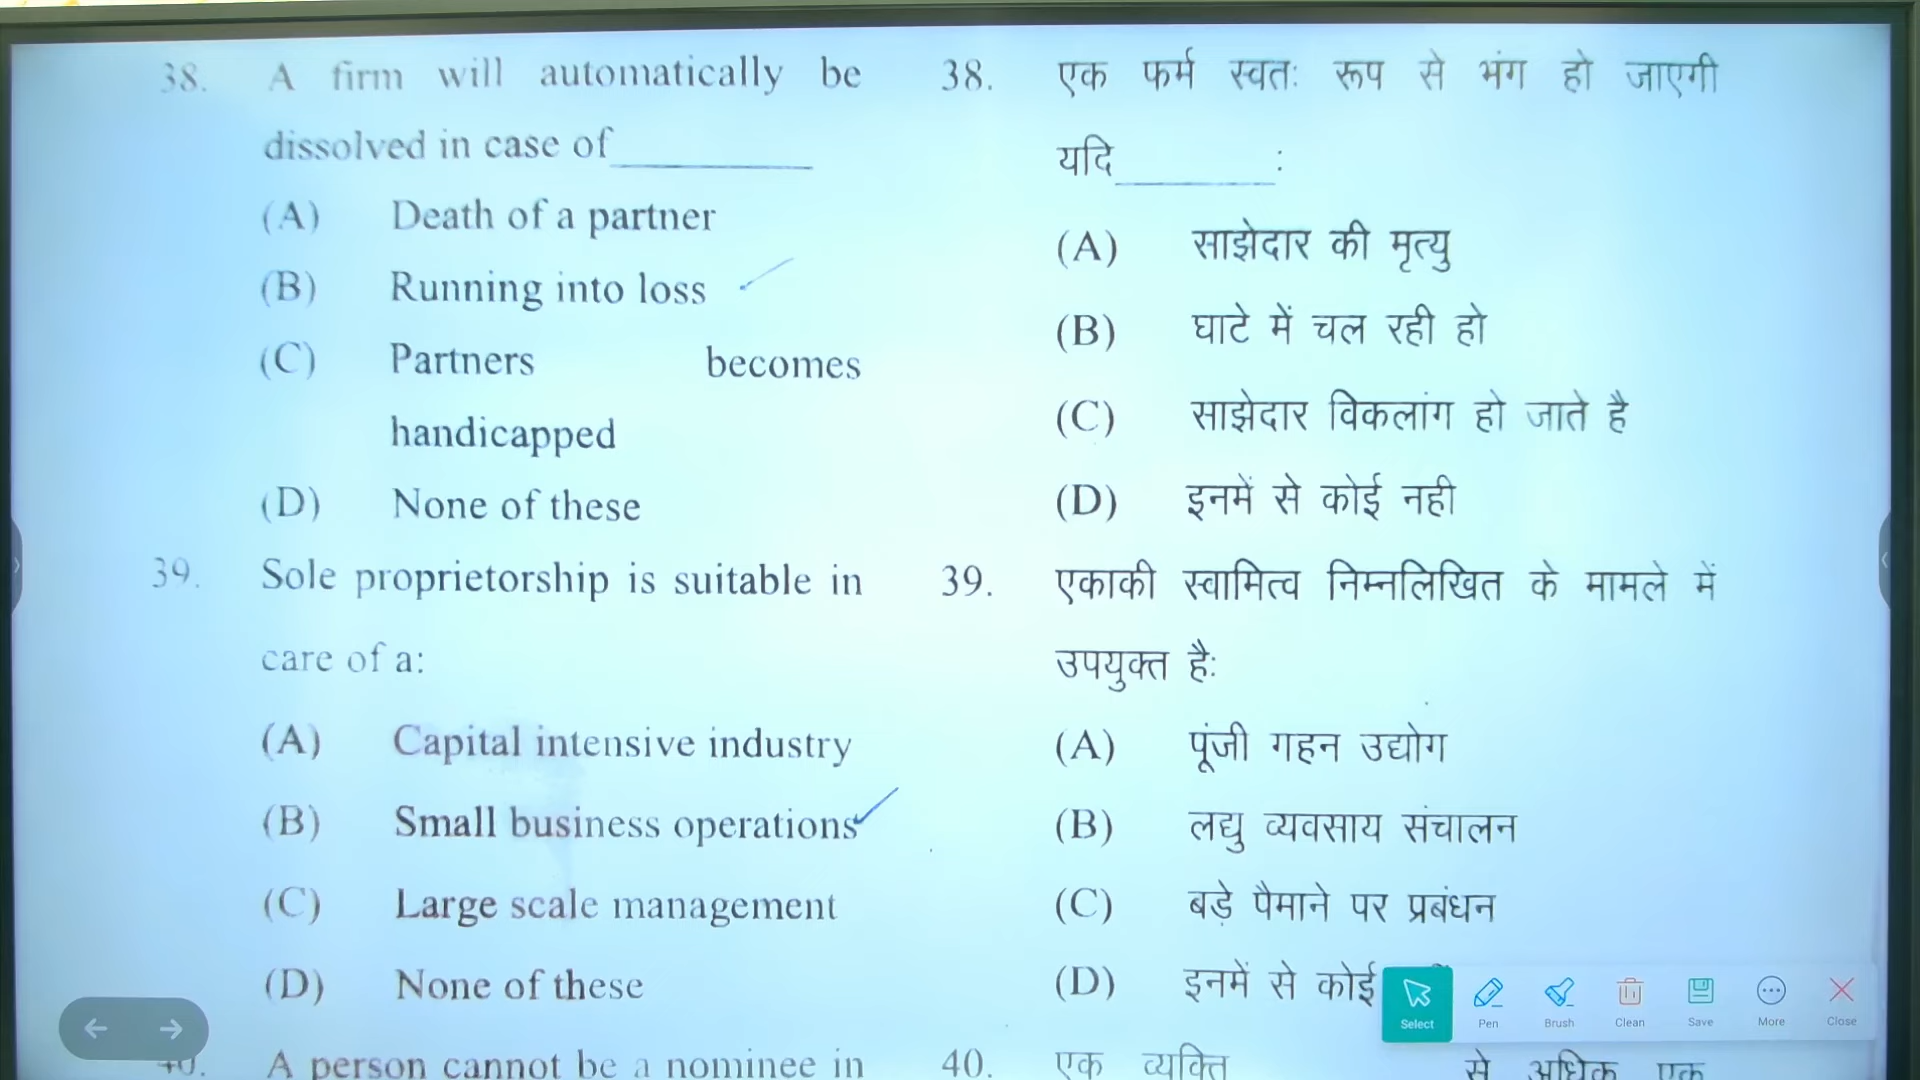 38. A firm will automatically be
dissolved in case of__________
(A) Death of a partner
(B) Running into loss
(C) Partners becomes
handicapped
(D) None of these
39. Sole proprietorship is suitable in
care of a:
(A) Capital intensive industry
(B) Small business operations
(C) Large scale management
(D) None of these
40. A person cannot be a nominee in
38. एक फर्म स्वतः रूप से भंग हो जाएगी
यदि________:
(A) साझेदार की मृत्यु
(B) घाटे में चल रही हो
(C) साझेदार विकलांग हो जाते है
(D) इनमें से कोई नही
39. एकाकी स्वामित्व निम्नलिखित के मामले में
उपयुक्त है:
(A) पूंजी गहन उद्योग
(B) लद्यु व्यवसाय संचालन
(C) बड़े पैमाने पर प्रबंधन
(D) इनमें से कोई
40. एक व्यक्ति से अधिक एक
Select Pen Brush Clean Save More Close